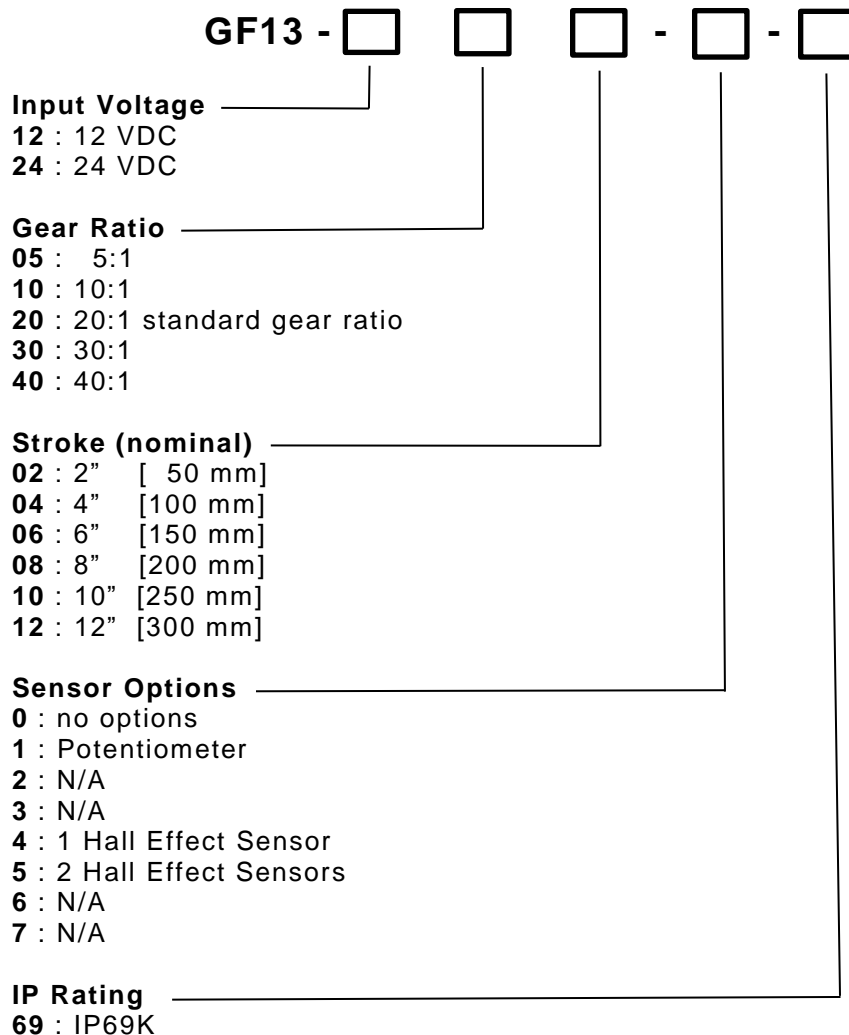 GF13 - - -
Input Voltage
12 : 12 VDC
24 : 24 VDC
Gear Ratio
05 : 5:1
10 : 10:1
20 : 20:1 standard gear ratio
30 : 30:1
40 : 40:1
Stroke (nominal)
02 : 2” [ 50 mm]
04 : 4” [100 mm]
06 : 6” [150 mm]
08 : 8” [200 mm]
10 : 10” [250 mm]
12 : 12” [300 mm]
Sensor Options
0 : no options
1 : Potentiometer
2 : N/A
3 : N/A
4 : 1 Hall Effect Sensor
5 : 2 Hall Effect Sensors
6 : N/A
7 : N/A
IP Rating
69 : IP69K